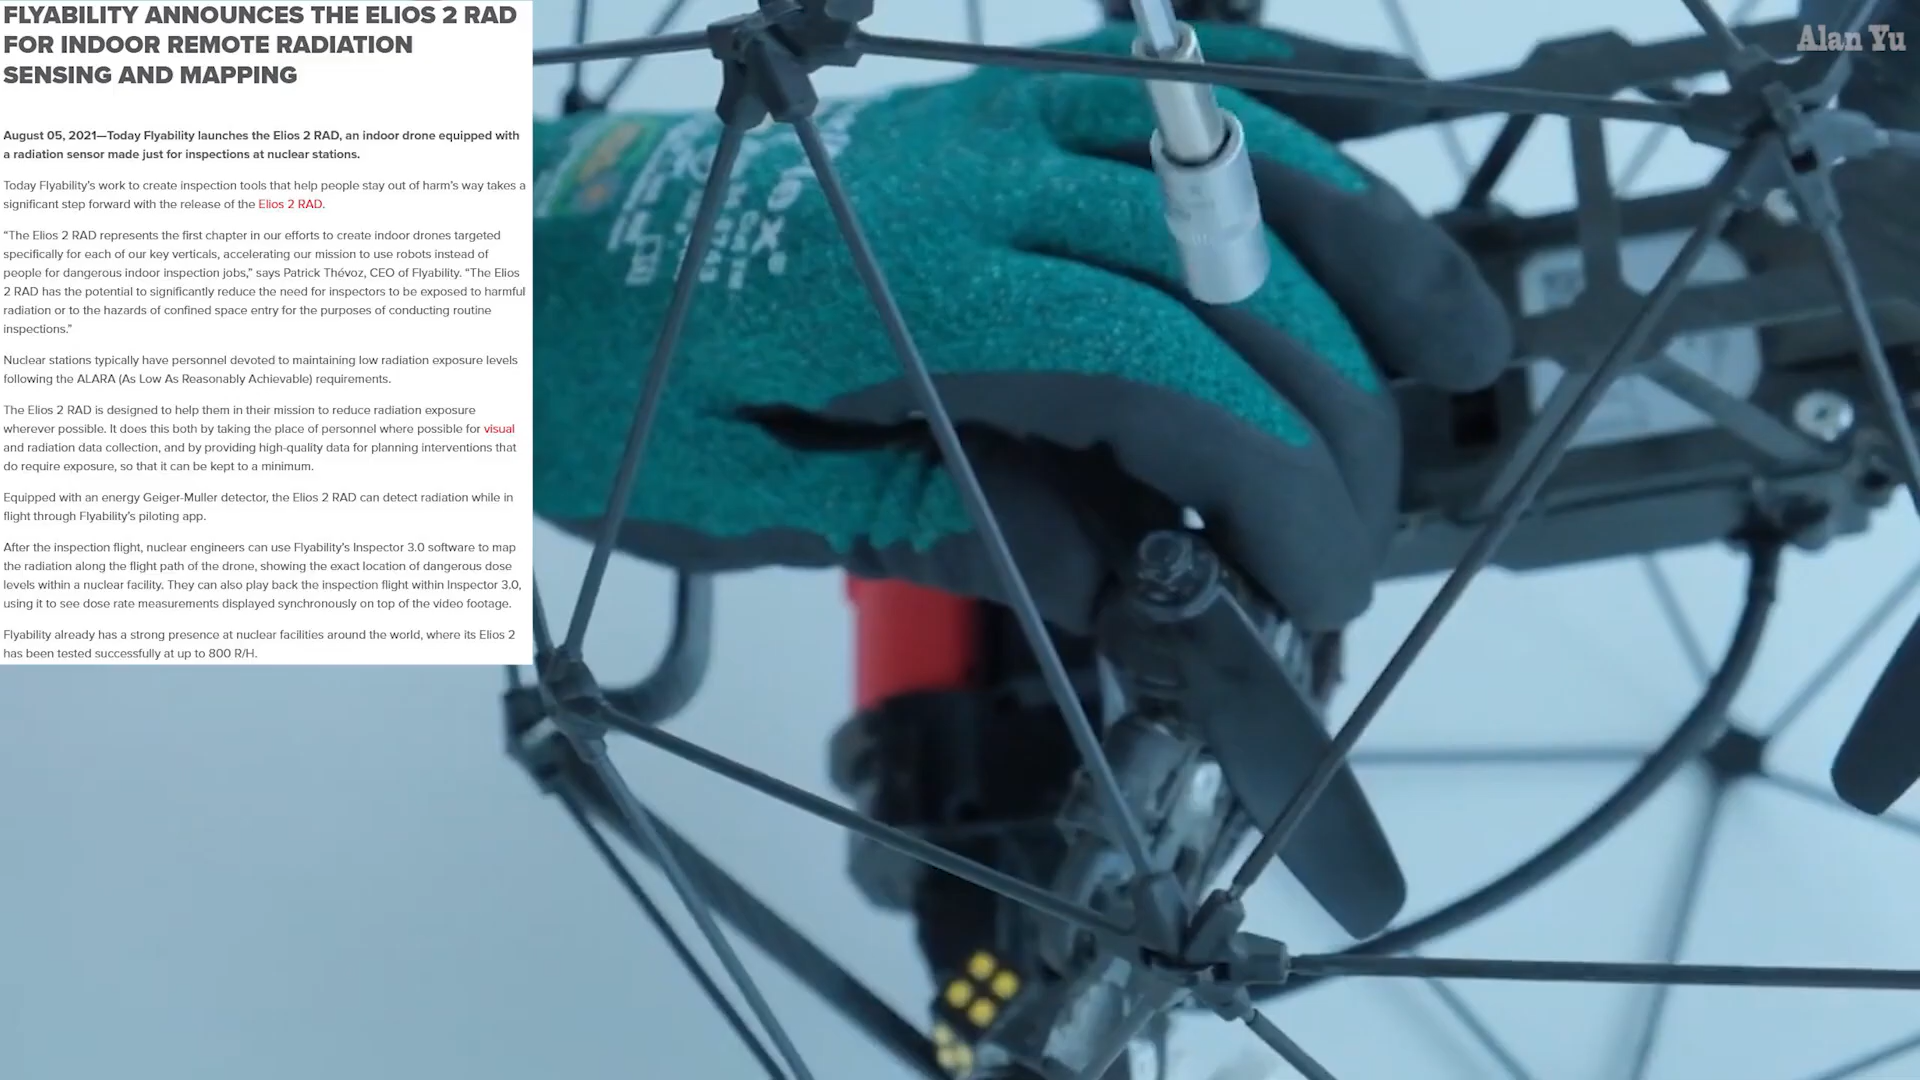 FLYABILITY ANNOUNCES THE ELIOS 2 RAD
FOR INDOOR REMOTE RADIATION
SENSING AND MAPPING
August 05, 2021—Today Flyability launches the Elios 2 RAD, an indoor drone equipped with
a radiation sensor made just for inspections at nuclear stations.
Today Flyability's work to create inspection tools that help people stay out of harm's way takes a
significant step forward with the release of the Elios 2 RAD.
“The Elios 2 RAD represents the first chapter in our efforts to create indoor drones targeted
specifically for each of our key verticals, accelerating our mission to use robots instead of
people for dangerous indoor inspection jobs,” says Patrick Thévoz, CEO of Flyability. “The Elios
2 RAD has the potential to significantly reduce the need for inspectors to be exposed to harmful
radiation or to the hazards of confined space entry for the purposes of conducting routine
inspections.”
Nuclear stations typically have personnel devoted to maintaining low radiation exposure levels
following the ALARA (As Low As Reasonably Achievable) requirements.
The Elios 2 RAD is designed to help them in their mission to reduce radiation exposure
wherever possible. It does this both by taking the place of personnel where possible for visual
and radiation data collection, and by providing high-quality data for planning interventions that
do require exposure, so that it can be kept to a minimum.
Equipped with an energy Geiger-Muller detector, the Elios 2 RAD can detect radiation while in
flight through Flyability's piloting app.
After the inspection flight, nuclear engineers can use Flyability's Inspector 3.0 software to map
the radiation along the flight path of the drone, showing the exact location of dangerous dose
levels within a nuclear facility. They can also play back the inspection flight within Inspector 3.0,
using it to see dose rate measurements displayed synchronously on top of the video footage.
Flyability already has a strong presence at nuclear facilities around the world, where its Elios 2
has been tested successfully at up to 800 R/H.
Alan Yu